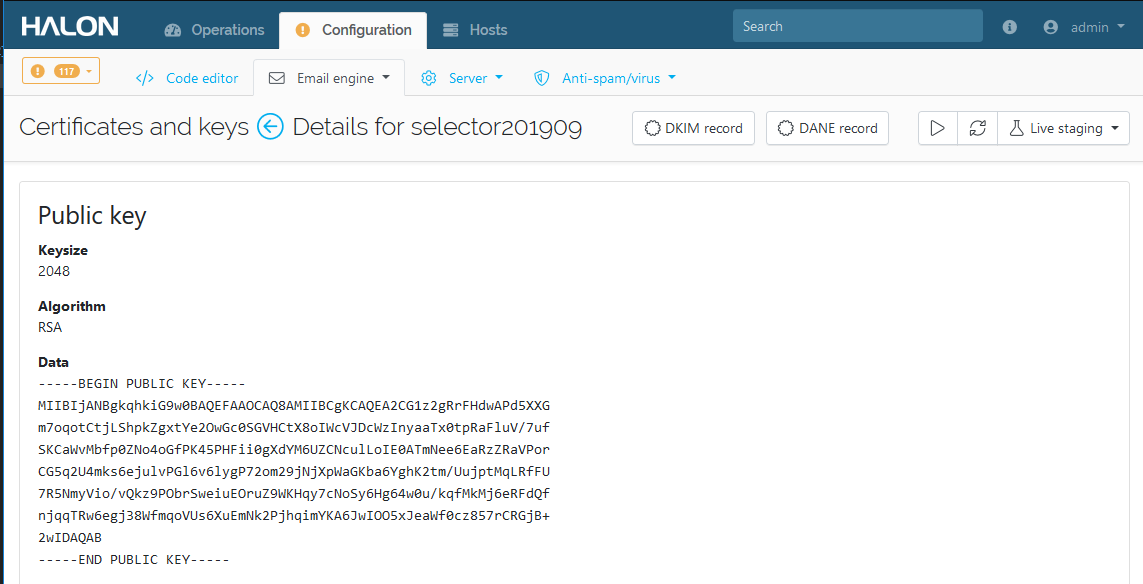 HALON
Operations
Configuration
Hosts
Search
admin
117
Code editor
Email engine
Server
Anti-spam/virus
Certificates and keys
Details for selector201909
DKIM record
DANE record
Live staging
Public key
Keysize
2048
Algorithm
RSA
Data
-----BEGIN PUBLIC KEY-----
MIIBIjANBgkqhkiG9w0BAQEFAAOCAQ8AMIIBCgKCAQEA2CG1z2gRrFHdwAPd5XXG
m7oqotCtjLShpkZgxtYe2OwGc0SGVHCtX8oIWcVJDcWzInyaaTx0tpRaFluV/7uf
SKCaWvMbfp0ZNo4oGfPK45PHFii0gXdYM6UZCNculLoIE0ATmNee6EaRzZRaVPor
CG5q2U4mks6ejulvPGl6v6lygP72om29jNjXpWaGKba6YghK2tm/UujptMqLRfFU
7R5NmyVio/vQkz9PObrSweiuEOruZ9WKHqy7cNoSy6Hg64w0u/kqfMkMj6eRFdQf
njqqTRw6egj38WfmqoVUs6XuEmNk2PjhqimYKA6JwIOO5xJeaWf0cz857rCRGjB+
2wIDAQAB
-----END PUBLIC KEY-----